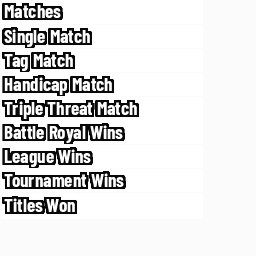 Matches
Single Match
Tag Match
Handicap Match
Triple Threat Match
Battle Royal Wins
League Wins
Tournament Wins
Titles Won